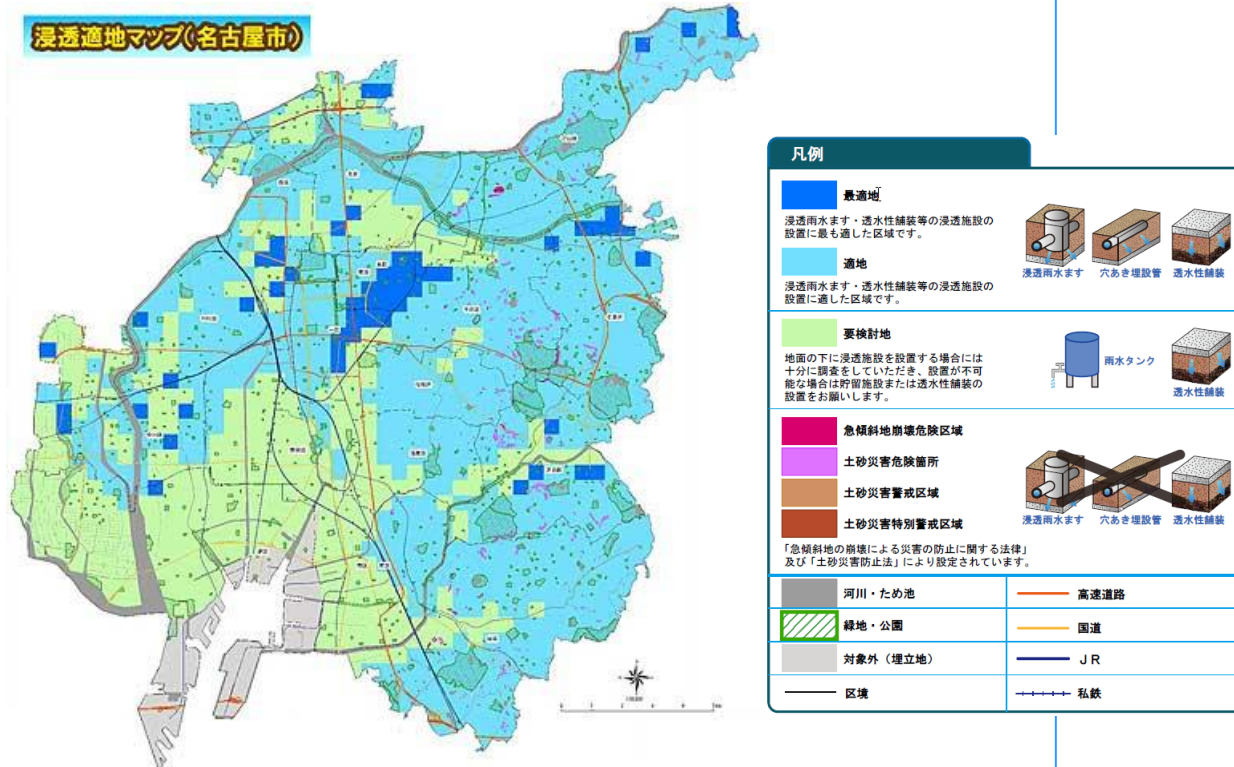 浸透適地マップ(名古屋市)
凡例
最適地
浸透雨水ます・透水性舗装等の浸透施設の
設置に最も適した区域です。
適地
浸透雨水ます・透水性舗装等の浸透施設の
設置に適した区域です。
浸透雨水ます 穴あき埋設管 透水性舗装
要検討地
地面の下に浸透施設を設置する場合には
十分に調査をしていただき、設置が不可
能な場合は貯留施設または透水性舗装の
設置をお願いします。
雨水タンク
透水性舗装
急傾斜地崩壊危険区域
土砂災害危険箇所
土砂災害警戒区域
土砂災害特別警戒区域
浸透雨水ます 穴あき埋設管 透水性舗装
「急傾斜地の崩壊による災害の防止に関する法律」
及び「土砂災害防止法」により設定されています。
河川・ため池
高速道路
緑地・公園
国道
対象外（埋立地）
ＪＲ
区境
私鉄